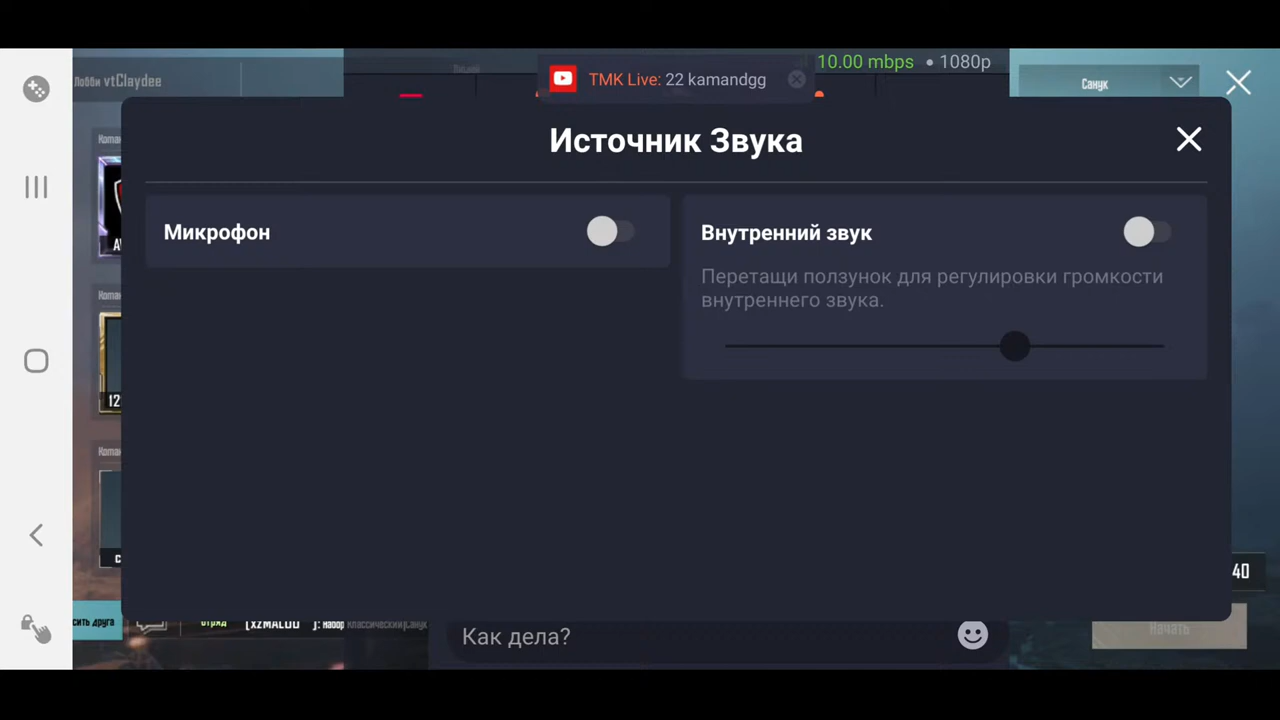 Лобби vtClaydee
TMK Live: 22 kamandgg
10.00 mbps • 1080p
Санук
Источник Звука
Микрофон
Внутренний звук
Перетащи ползунок для регулировки громкости
внутреннего звука.
40
Как дела?
Начать